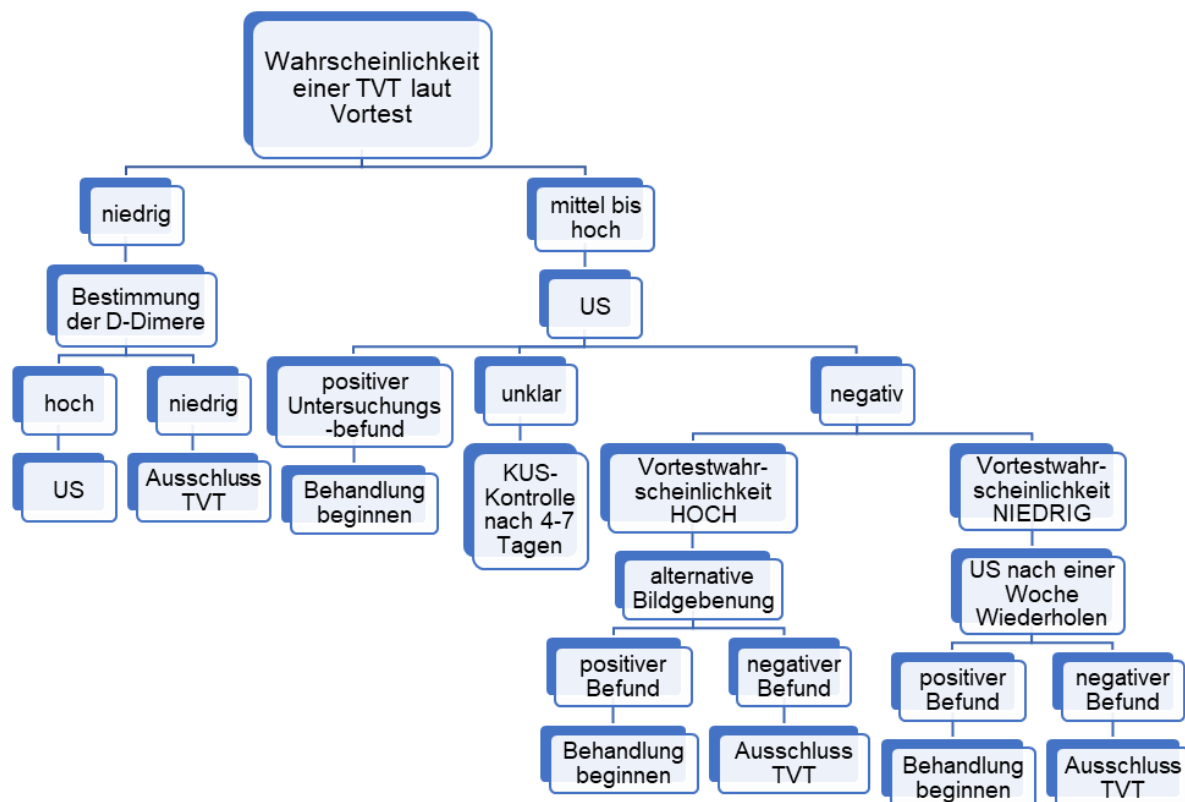 Wahrscheinlichkeit
einer TVT laut
Vortest
niedrig
mittel bis
hoch
Bestimmung
der D-Dimere
US
hoch
niedrig
positiver
Untersuchungs
-befund
unklar
negativ
US
Ausschluss
TVT
Behandlung
beginnen
KUS-
Kontrolle
nach 4-7
Tagen
Vortestwahr-
scheinlichkeit
HOCH
Vortestwahr-
scheinlichkeit
NIEDRIG
alternative
Bildgebenung
US nach einer
Woche
Wiederholen
positiver
Befund
negativer
Befund
positiver
Befund
negativer
Befund
Behandlung
beginnen
Ausschluss
TVT
Behandlung
beginnen
Ausschluss
TVT